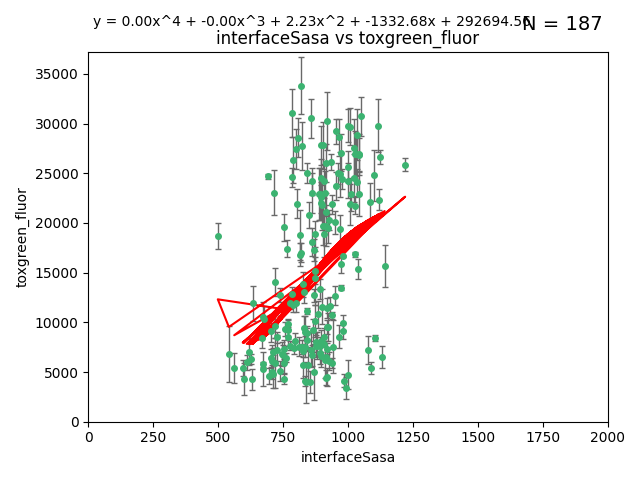 y = 0.00x^4 + -0.00x^3 + 2.23x^2 + -1332.68x + 292694.56
N = 187
interfaceSasa vs toxgreen_fluor
35000
30000
25000
20000
15000
10000
5000
0
toxgreen_fluor
0 250 500 750 1000 1250 1500 1750 2000
interfaceSasa